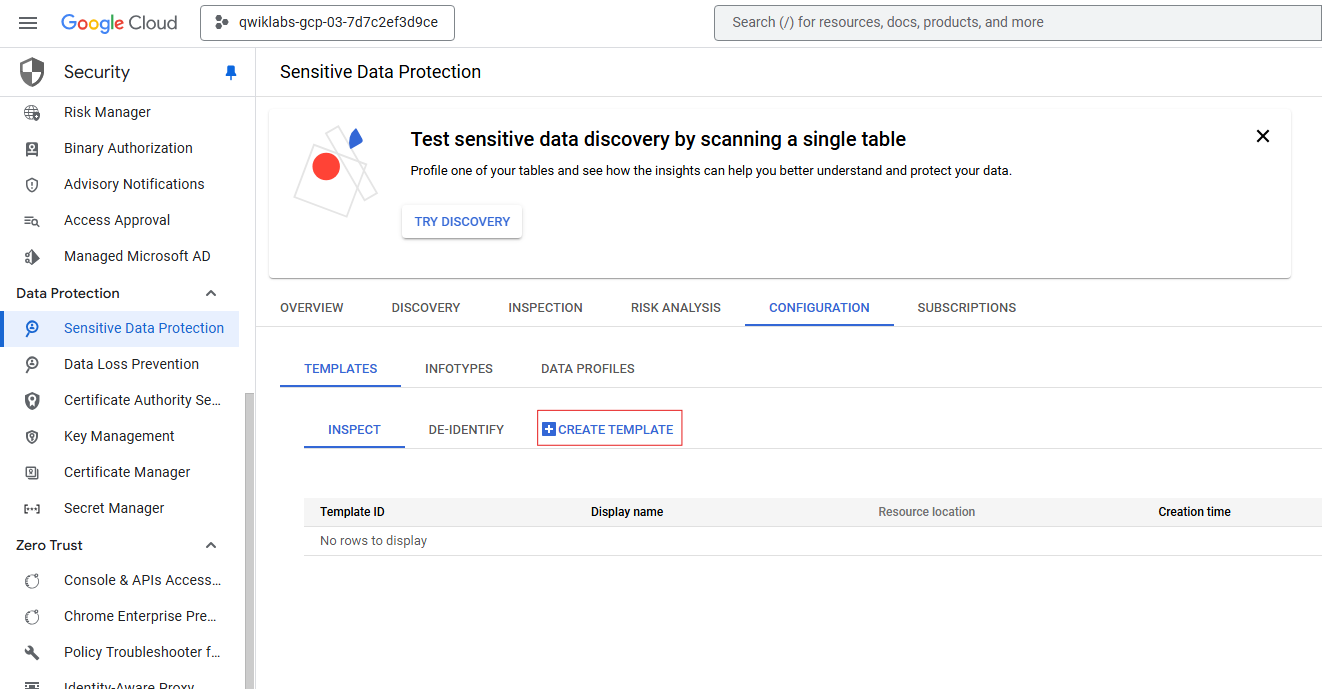 Google Cloud
qwiklabs-gcp-03-7d7c2ef3d9ce
Search (/) for resources, docs, products, and more
Security
Risk Manager
Binary Authorization
Advisory Notifications
Access Approval
Managed Microsoft AD
Data Protection
Sensitive Data Protection
Data Loss Prevention
Certificate Authority Se...
Key Management
Certificate Manager
Secret Manager
Zero Trust
Console & APIs Access...
Chrome Enterprise Pre...
Policy Troubleshooter f...
Identity-Aware Proxy
Sensitive Data Protection
Test sensitive data discovery by scanning a single table
Profile one of your tables and see how the insights can help you better understand and protect your data.
TRY DISCOVERY
OVERVIEW DISCOVERY INSPECTION RISK ANALYSIS CONFIGURATION SUBSCRIPTIONS
TEMPLATES INFOTYPES DATA PROFILES
INSPECT DE-IDENTIFY CREATE TEMPLATE
Template ID Display name Resource location Creation time
No rows to display